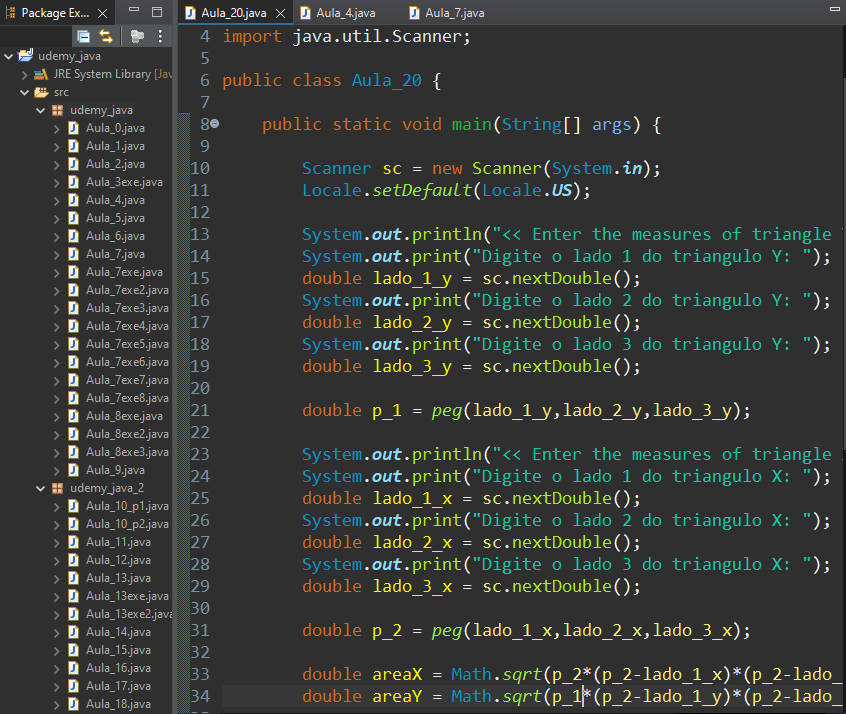 Package Ex...
udemy_java
JRE System Library [Jav
src
udemy_java
Aula_0.java
Aula_1.java
Aula_2.java
Aula_3exe.java
Aula_4.java
Aula_5.java
Aula_6.java
Aula_7.java
Aula_7exe.java
Aula_7exe2.java
Aula_7exe3.java
Aula_7exe4.java
Aula_7exe5.java
Aula_7exe6.java
Aula_7exe7.java
Aula_7exe8.java
Aula_8exe.java
Aula_8exe2.java
Aula_8exe3.java
Aula_9.java
udemy_java_2
Aula_10_p1.java
Aula_10_p2.java
Aula_11.java
Aula_12.java
Aula_13.java
Aula_13exe.java
Aula_13exe2.java
Aula_14.java
Aula_15.java
Aula_16.java
Aula_17.java
Aula_18.java
Aula_20.java Aula_4.java Aula_7.java
4 import java.util.Scanner;
5
6 public class Aula_20 {
7
8 public static void main(String[] args) {
9
10 Scanner sc = new Scanner(System.in);
11 Locale.setDefault(Locale.US);
12
13 System.out.println("<< Enter the measures of triangle
14 System.out.print("Digite o lado 1 do triangulo Y: ");
15 double lado_1_y = sc.nextDouble();
16 System.out.print("Digite o lado 2 do triangulo Y: ");
17 double lado_2_y = sc.nextDouble();
18 System.out.print("Digite o lado 3 do triangulo Y: ");
19 double lado_3_y = sc.nextDouble();
20
21 double p_1 = peg(lado_1_y,lado_2_y,lado_3_y);
22
23 System.out.println("<< Enter the measures of triangle
24 System.out.print("Digite o lado 1 do triangulo X: ");
25 double lado_1_x = sc.nextDouble();
26 System.out.print("Digite o lado 2 do triangulo X: ");
27 double lado_2_x = sc.nextDouble();
28 System.out.print("Digite o lado 3 do triangulo X: ");
29 double lado_3_x = sc.nextDouble();
30
31 double p_2 = peg(lado_1_x,lado_2_x,lado_3_x);
32
33 double areaX = Math.sqrt(p_2*(p_2-lado_1_x)*(p_2-lado_
34 double areaY = Math.sqrt(p_1*(p_2-lado_1_y)*(p_2-lado_